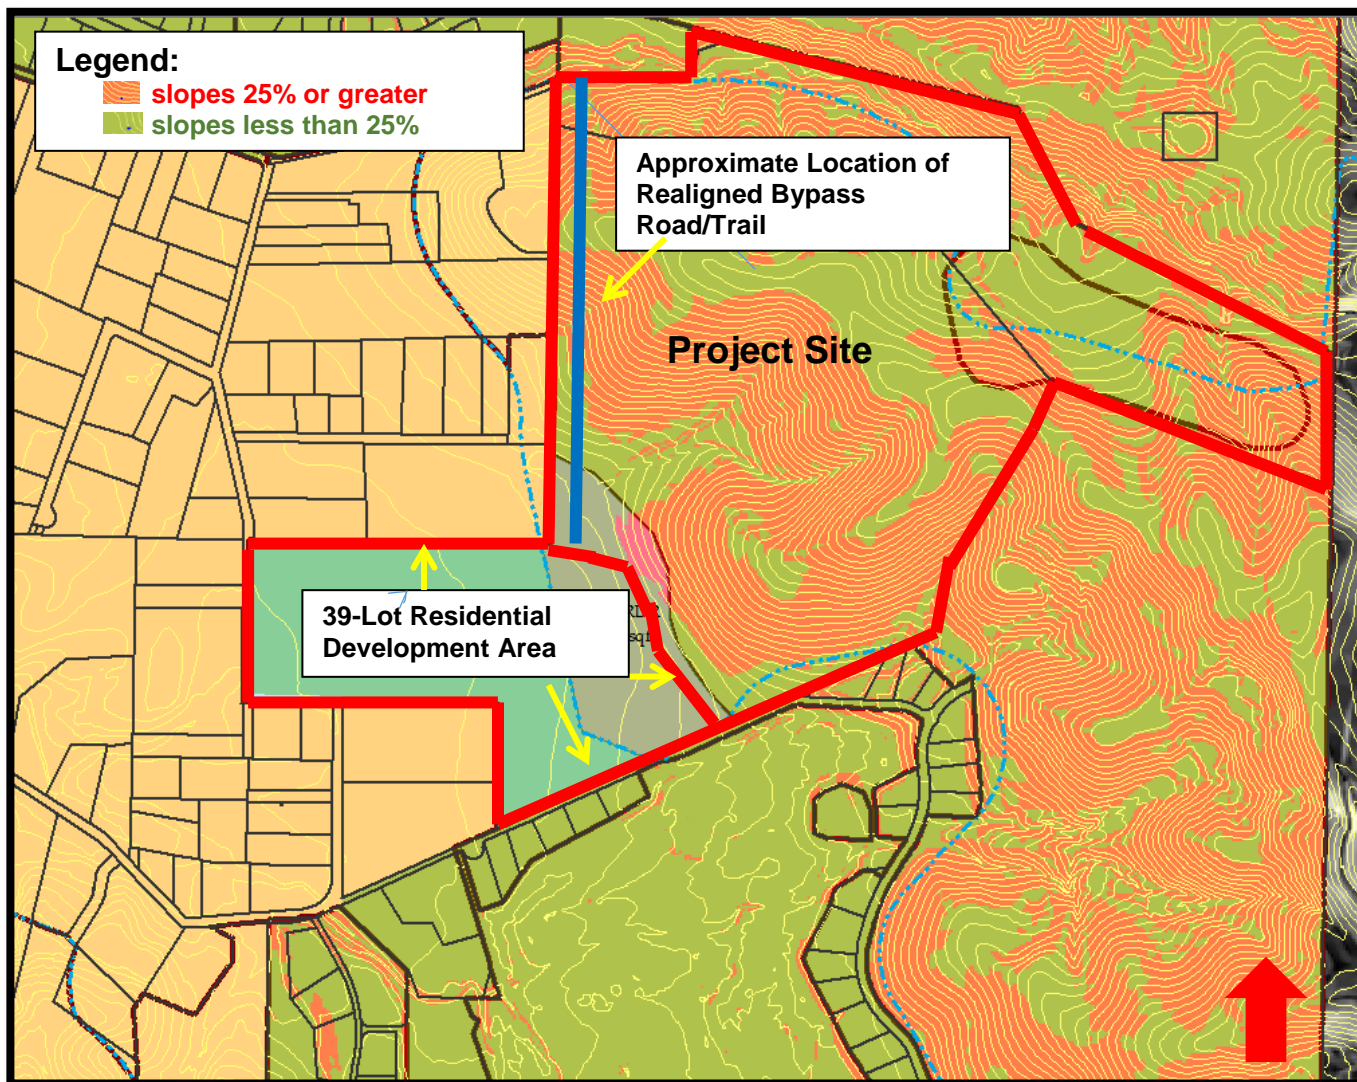 Legend:
slopes 25% or greater
slopes less than 25%
Approximate Location of
Realigned Bypass
Road/Trail
Project Site
39-Lot Residential
Development Area